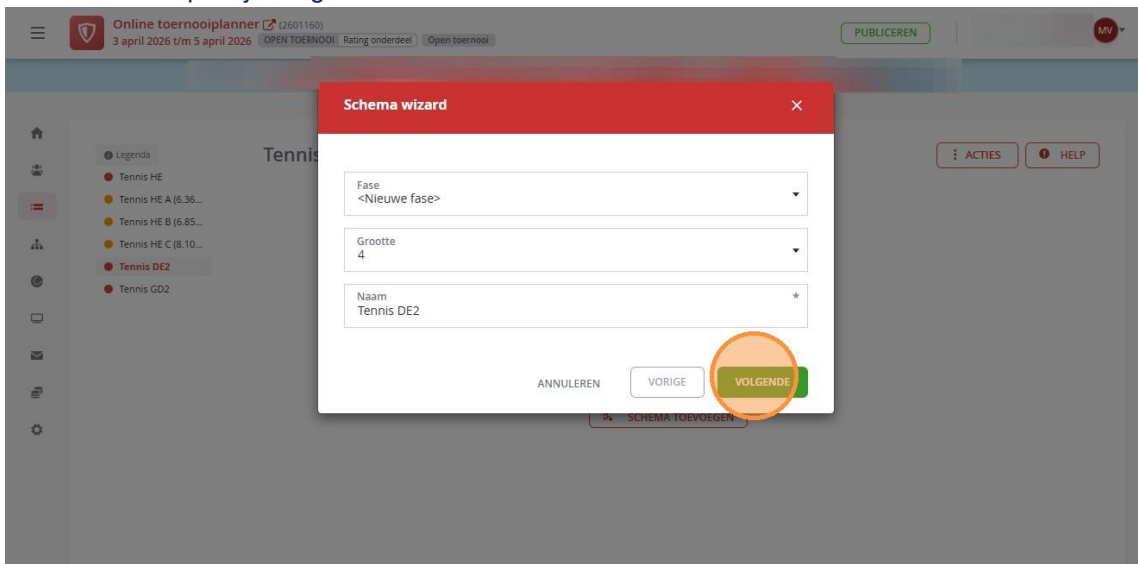 Online toernooiplanner (2601160)
3 april 2026 t/m 5 april 2026 OPEN TOERNOOI Rating onderdeel Open toernooi
PUBLICEREN
MV
Schema wizard
Legenda
Tennis
ACTIES
HELP
Tennis HE
Tennis HE A (6.36...
Tennis HE B (6.85...
Tennis HE C (8.10...
Tennis DE2
Tennis GD2
Fase
<Nieuwe fase>
Grootte
4
Naam *
Tennis DE2
ANNULEREN
VORIGE
VOLGENDE
SCHEMA TOEVOEGEN